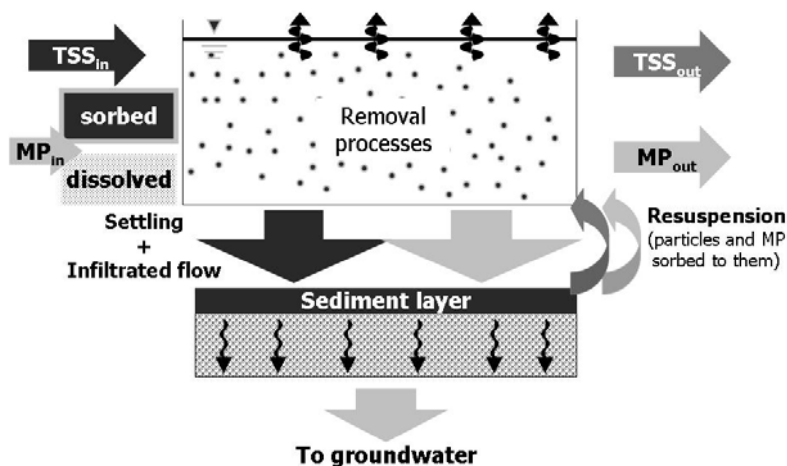 TSSin
sorbed
MPin
dissolved
Removal
processes
TSSout
MPout
Settling
+
Infiltrated flow
Resuspension
(particles and MP
sorbed to them)
Sediment layer
To groundwater